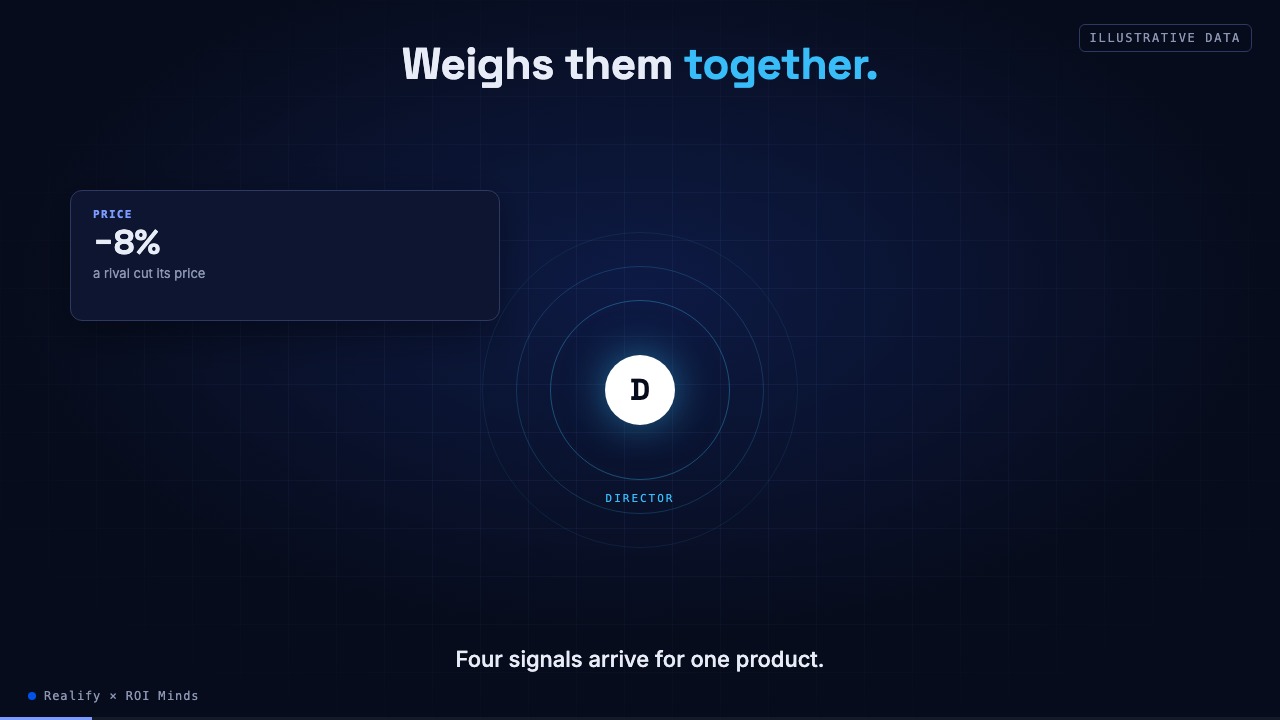 ILLUSTRATIVE DATA
Weighs them together.
PRICE
-8%
a rival cut its price
D
DIRECTOR
Four signals arrive for one product.
Realify × ROI Minds